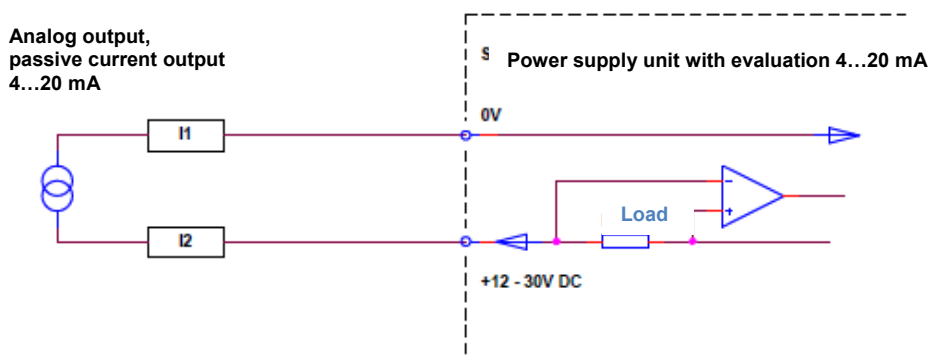 Analog output,
passive current output
4…20 mA
S
Power supply unit with evaluation 4…20 mA
0V
I1
Load
I2
+12 - 30V DC